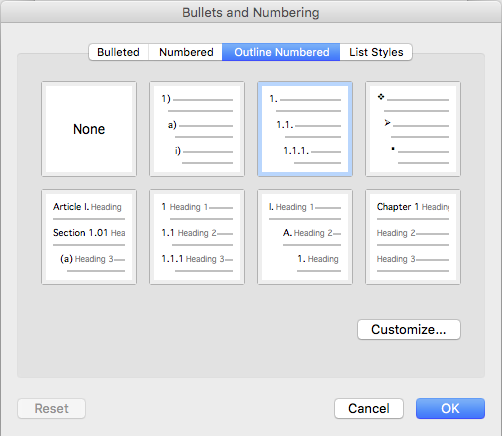 Bullets and Numbering
Bulleted Numbered Outline Numbered List Styles
None
1)
a)
i)
1.
1.1.
1.1.1.
Article I. Heading
Section 1.01 Hea
(a) Heading 3
1 Heading 1
1.1 Heading 2
1.1.1 Heading 3
I. Heading 1
A. Heading 2
1. Heading
Chapter 1 Heading
Heading 2
Heading 3
Customize...
Reset Cancel OK